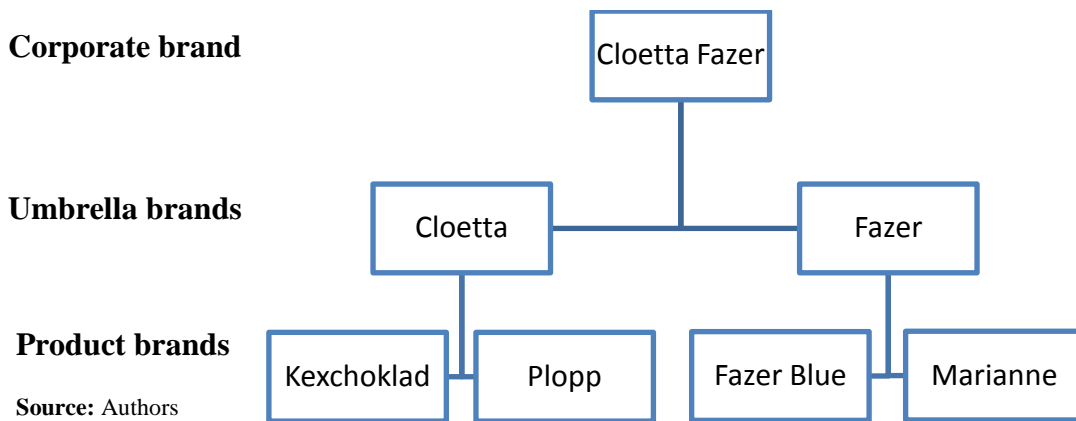 Corporate brand
Cloetta Fazer
Umbrella brands
Cloetta
Fazer
Product brands
Kexchoklad
Plopp
Fazer Blue
Marianne
Source: Authors